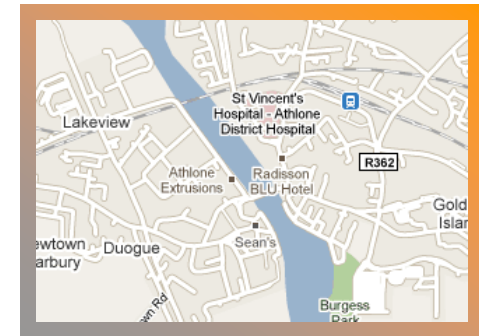 St Vincent's
Hospital - Athlone
District Hospital
Lakeview
R362
Athlone
Extrusions
Radisson
BLU Hotel
Gold
Islan
ewtown
arbury
Duogue
Sean's
wn Rd
Burgess
Park